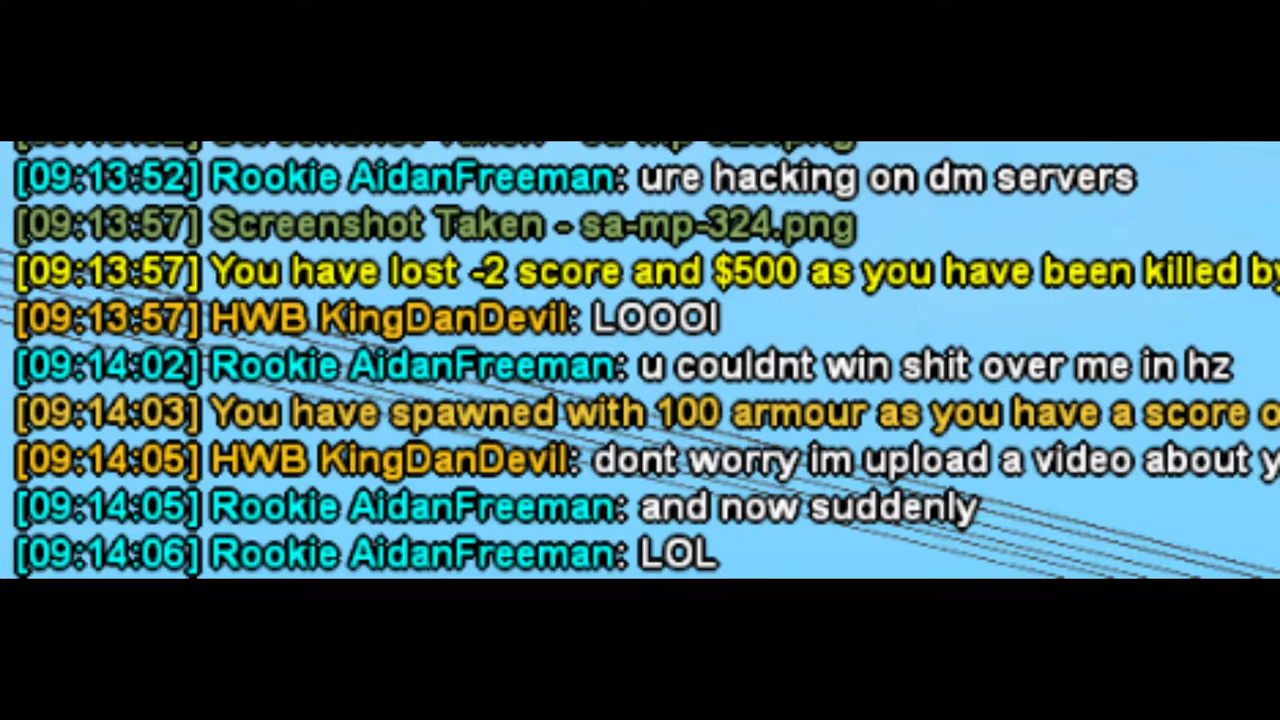 [09:13:52] Rookie AidanFreeman: ure hacking on dm servers
[09:13:57] Screenshot Taken - sa-mp-324.png
[09:13:57] You have lost -2 score and $500 as you have been killed by
[09:13:57] HWB KingDanDevil: LOOOl
[09:14:02] Rookie AidanFreeman: u couldnt win shit over me in hz
[09:14:03] You have spawned with 100 armour as you have a score
[09:14:05] HWB KingDanDevil: dont worry im upload a video about
[09:14:05] Rookie AidanFreeman: and now suddenly
[09:14:06] Rookie AidanFreeman: LOL